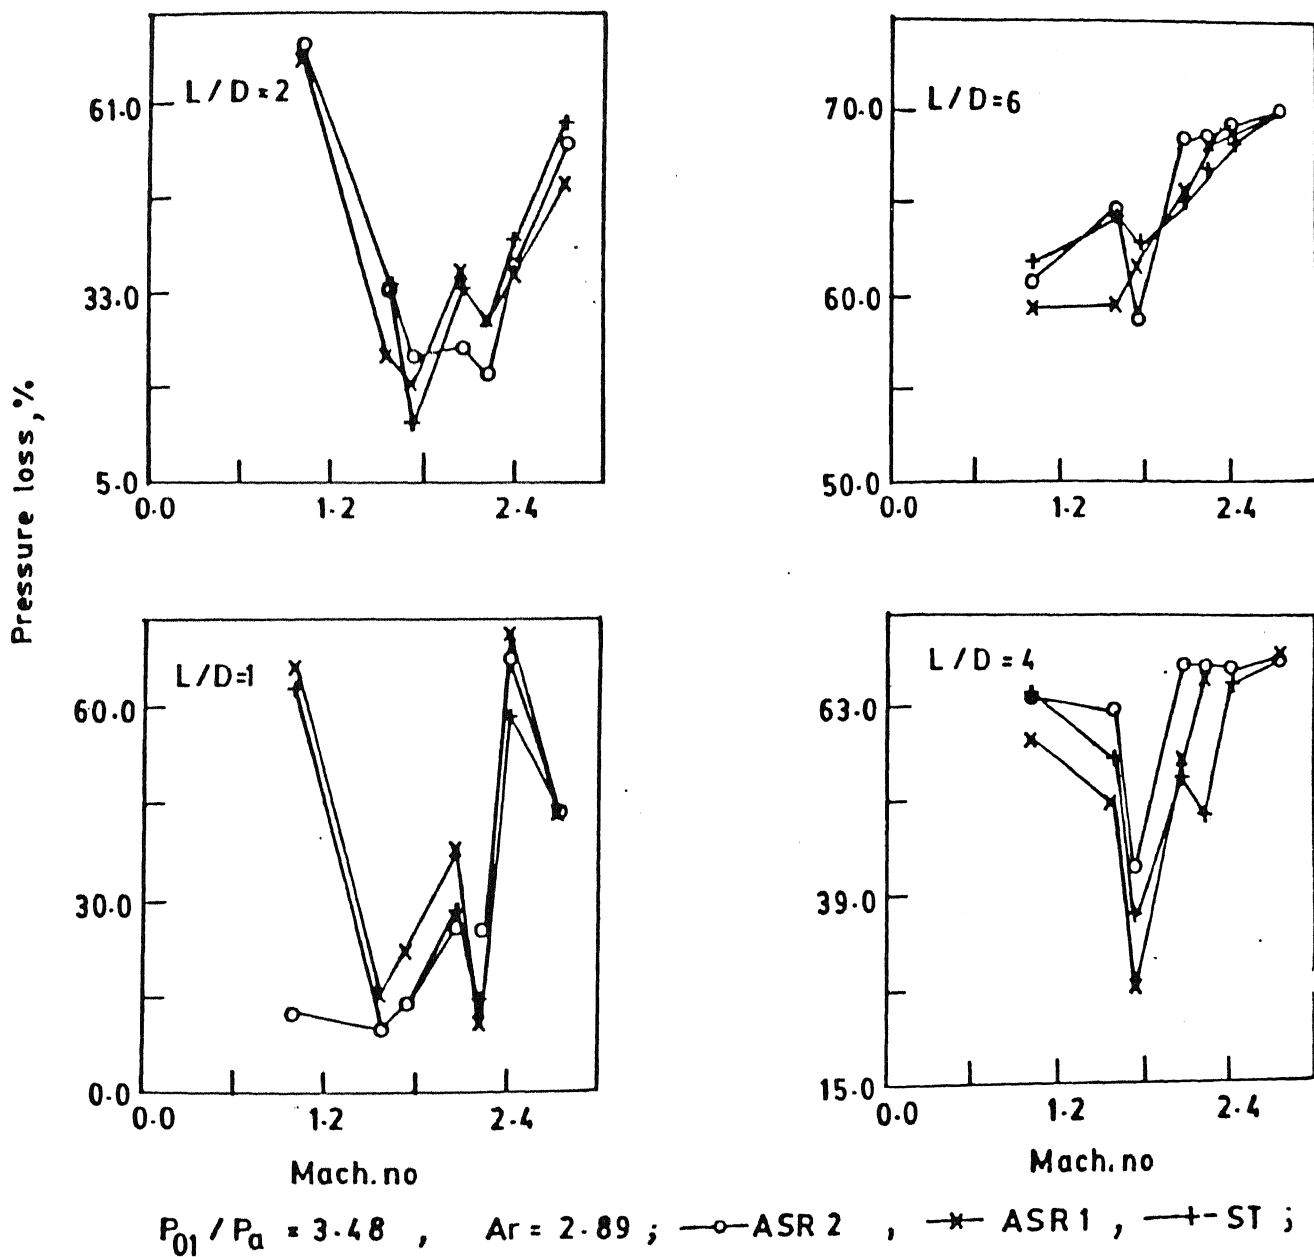 Pressure loss, %
L/D=2
61.0
33.0
5.0
0.0 1.2 2.4
L/D=6
70.0
60.0
50.0
0.0 1.2 2.4
L/D=1
60.0
30.0
0.0
0.0 1.2 2.4
Mach.no
L/D=4
63.0
39.0
15.0
0.0 1.2 2.4
Mach.no
P01/Pa = 3.48 , Ar = 2.89 ; —o—ASR 2 , —x— ASR 1 , —+—ST ;